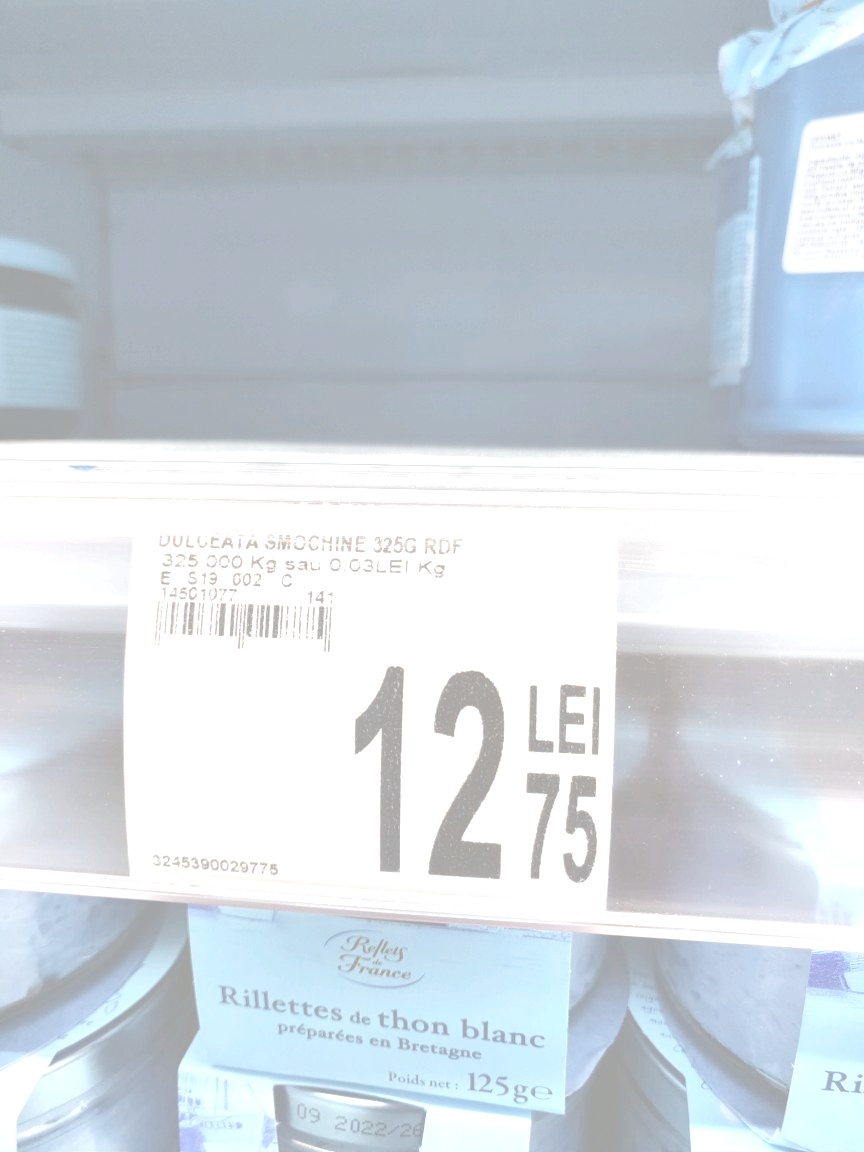 DULCEATA SMOCHINE 325G RDF
325.000 Kg sau 0.03LEI Kg
E S19 002 C
14501077 141
12 LEI 75
3245390029775
Reflets de France
Rillettes de thon blanc
préparées en Bretagne
Poids net : 125g℮
09 2022/26
Ri